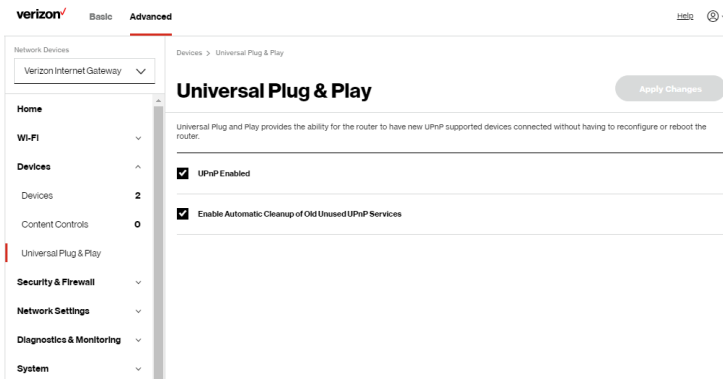 verizon
Basic
Advanced
Help
Network Devices
Verizon Internet Gateway
Home
Wi-Fi
Devices
Devices 2
Content Controls 0
Universal Plug & Play
Security & Firewall
Network Settings
Diagnostics & Monitoring
System
Devices > Universal Plug & Play
Universal Plug & Play
Apply Changes
Universal Plug and Play provides the ability for the router to have new UPnP supported devices connected without having to reconfigure or reboot the
router.
UPnP Enabled
Enable Automatic Cleanup of Old Unused UPnP Services